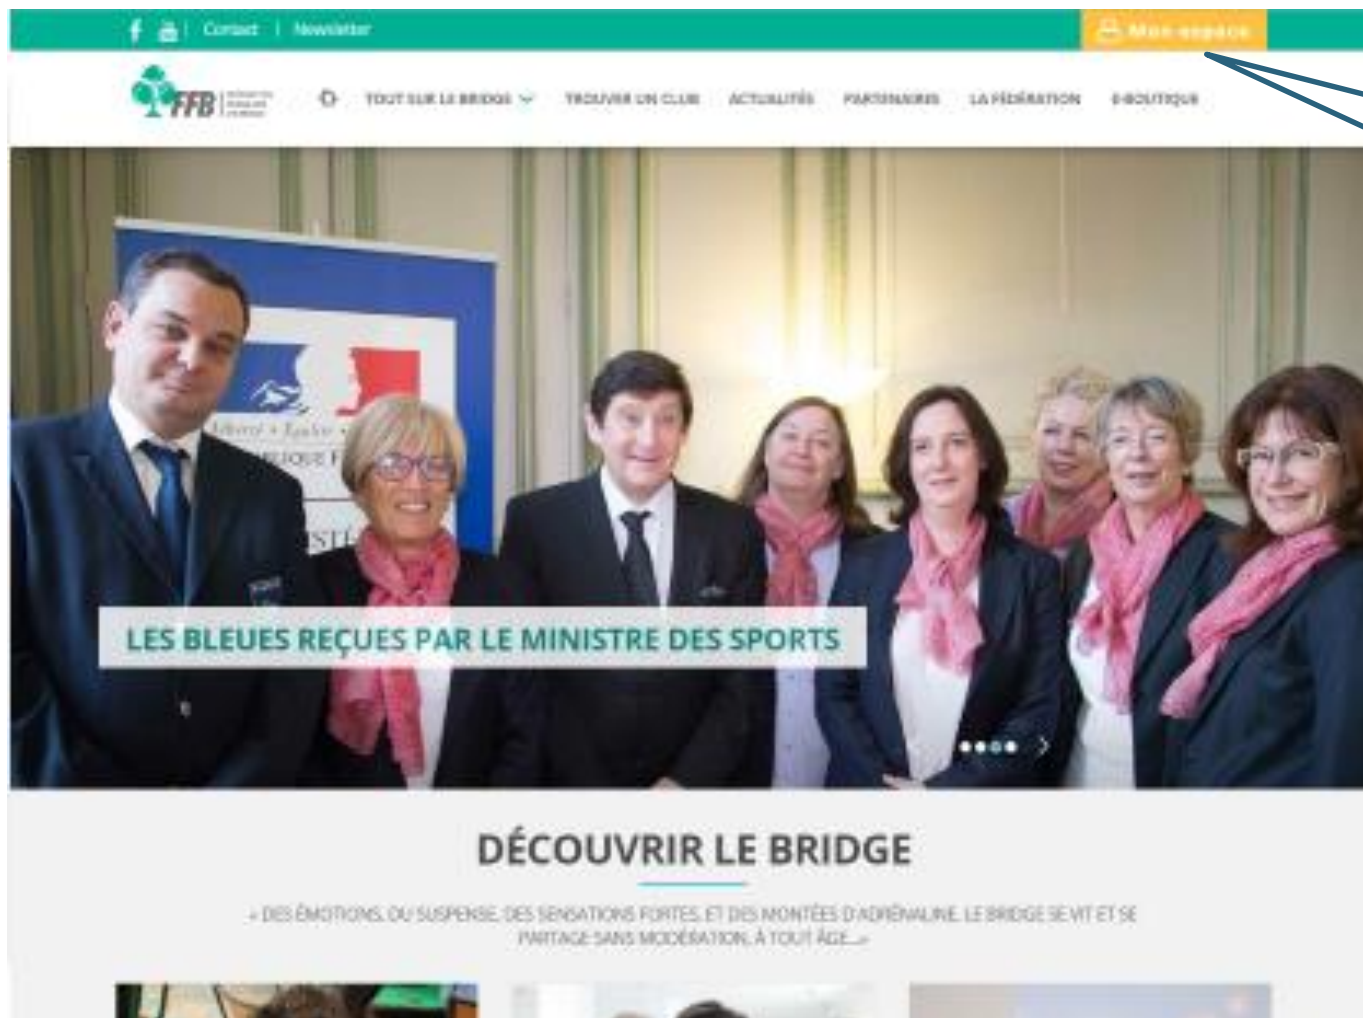 Contact | Newsletter
Mon espace
FFB
TOUT SUR LE BRIDGE
TROUVER UN CLUB
ACTUALITÉS
PARTENAIRES
LA FÉDÉRATION
E-BOUTIQUE
LES BLEUES REÇUES PAR LE MINISTRE DES SPORTS
DÉCOUVRIR LE BRIDGE
« DES ÉMOTIONS, DU SUSPENSE, DES SENSATIONS FORTES, ET DES MONTÉES D'ADRÉNALINE. LE BRIDGE SE VIT ET SE
PARTAGE SANS MODÉRATION, À TOUT ÂGE...»